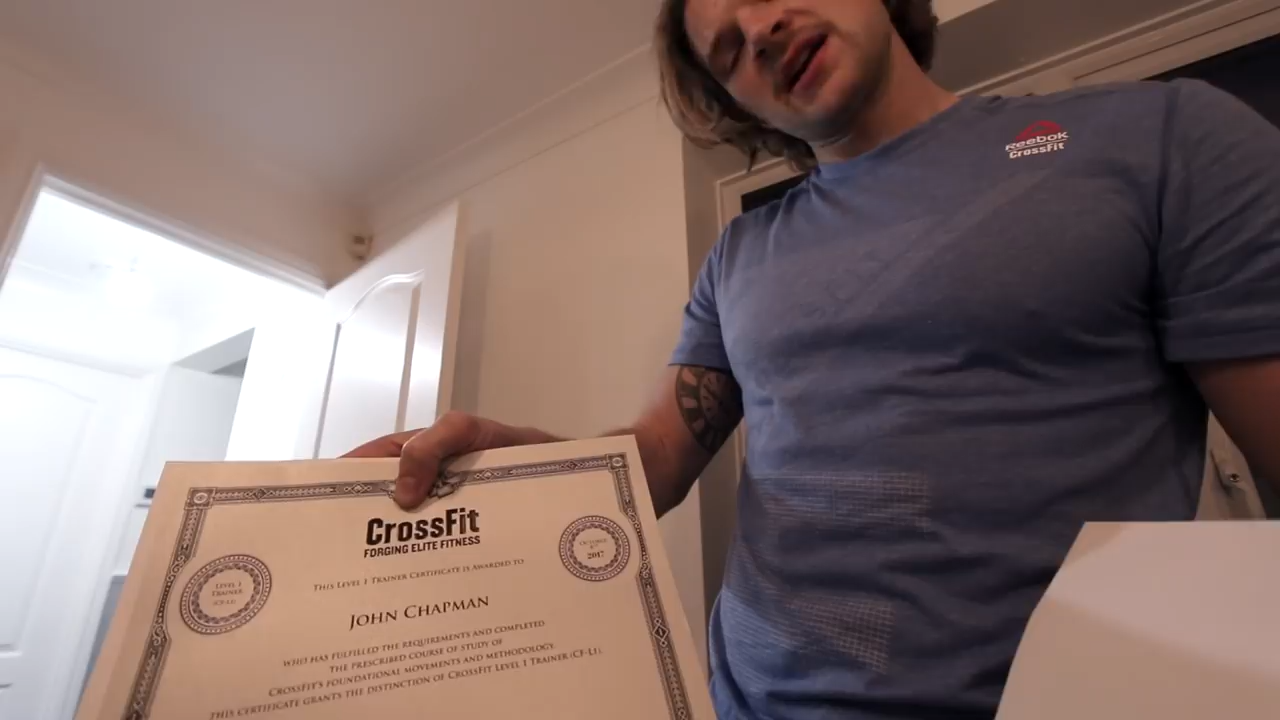 Reebok
CrossFit
CrossFit
FORGING ELITE FITNESS
LEVEL 1
TRAINER
(CF-L1)
OCTOBER
2017
THIS LEVEL 1 TRAINER CERTIFICATE IS AWARDED TO
JOHN CHAPMAN
WHO HAS FULFILLED THE REQUIREMENTS AND COMPLETED
THE PRESCRIBED COURSE OF STUDY OF
CROSSFIT'S FOUNDATIONAL MOVEMENTS AND METHODOLOGY.
THIS CERTIFICATE GRANTS THE DISTINCTION OF CROSSFIT LEVEL 1 TRAINER (CF-L1).